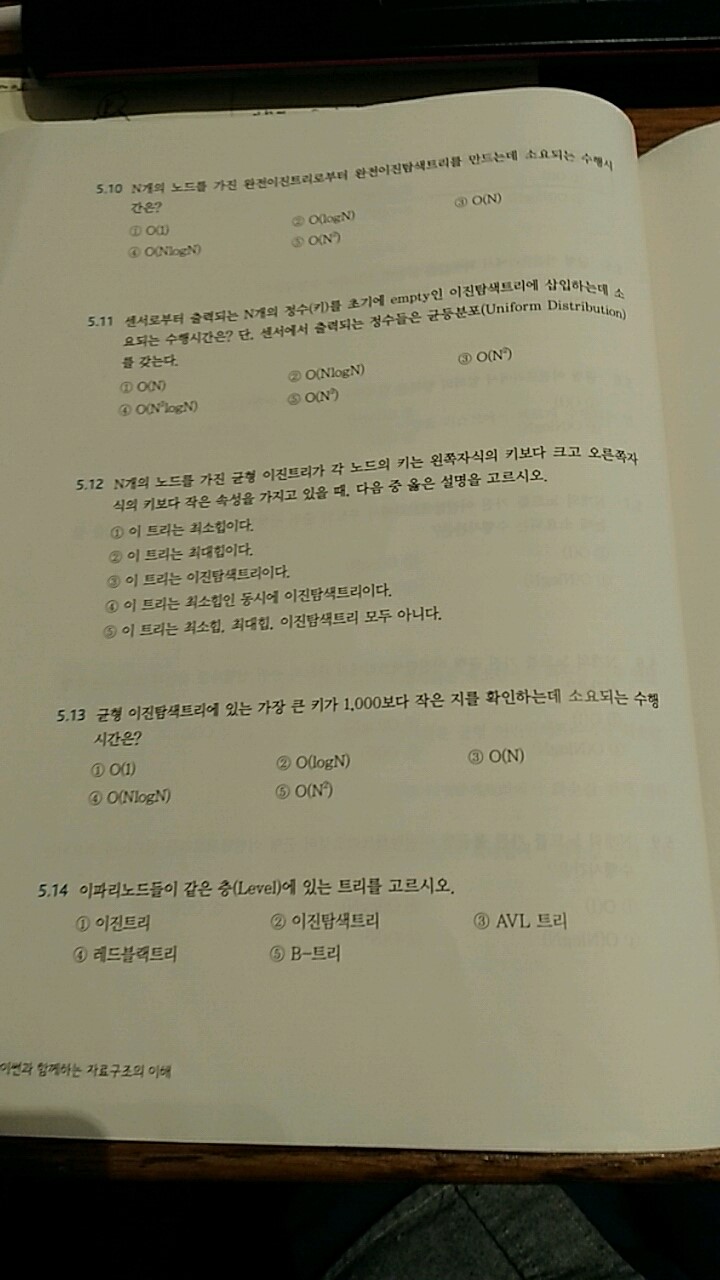 5.10 N개의 노드를 가진 완전이진트리로부터 완전이진탐색트리를 만드는데 소요되는 수행시
간은?
① O(1) ② O(logN) ③ O(N)
④ O(NlogN) ⑤ O(N²)
5.11 센서로부터 출력되는 N개의 정수(키)를 초기에 empty인 이진탐색트리에 삽입하는데 소
요되는 수행시간은? 단, 센서에서 출력되는 정수들은 균등분포(Uniform Distribution)
를 갖는다.
① O(N) ② O(NlogN) ③ O(N²)
④ O(N²logN) ⑤ O(N³)
5.12 N개의 노드를 가진 균형 이진트리가 각 노드의 키는 왼쪽자식의 키보다 크고 오른쪽자
식의 키보다 작은 속성을 가지고 있을 때, 다음 중 옳은 설명을 고르시오.
① 이 트리는 최소힙이다.
② 이 트리는 최대힙이다.
③ 이 트리는 이진탐색트리이다.
④ 이 트리는 최소힙인 동시에 이진탐색트리이다.
⑤ 이 트리는 최소힙, 최대힙, 이진탐색트리 모두 아니다.
5.13 균형 이진탐색트리에 있는 가장 큰 키가 1,000보다 작은 지를 확인하는데 소요되는 수행
시간은?
① O(1) ② O(logN) ③ O(N)
④ O(NlogN) ⑤ O(N²)
5.14 이파리노드들이 같은 층(Level)에 있는 트리를 고르시오.
① 이진트리 ② 이진탐색트리 ③ AVL 트리
④ 레드블랙트리 ⑤ B-트리
함께하는 자료구조의 이해